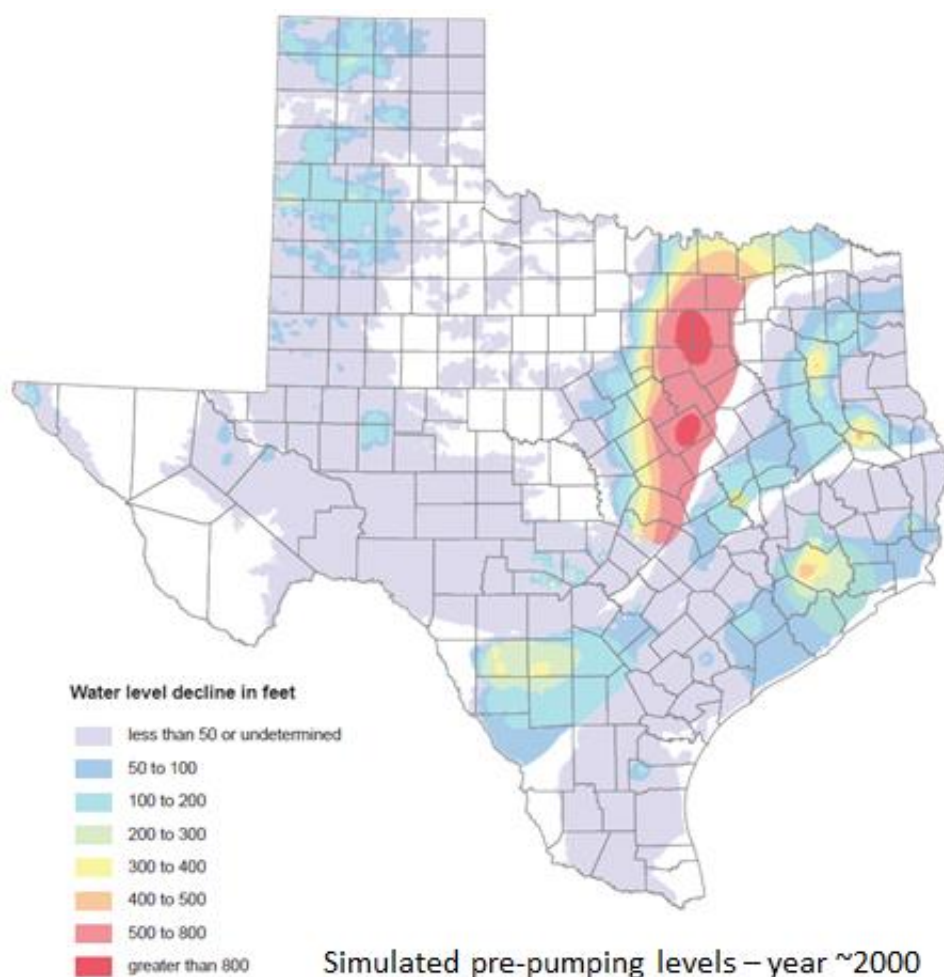 Water level decline in feet
less than 50 or undetermined
50 to 100
100 to 200
200 to 300
300 to 400
400 to 500
500 to 800
greater than 800
Simulated pre-pumping levels – year ~2000